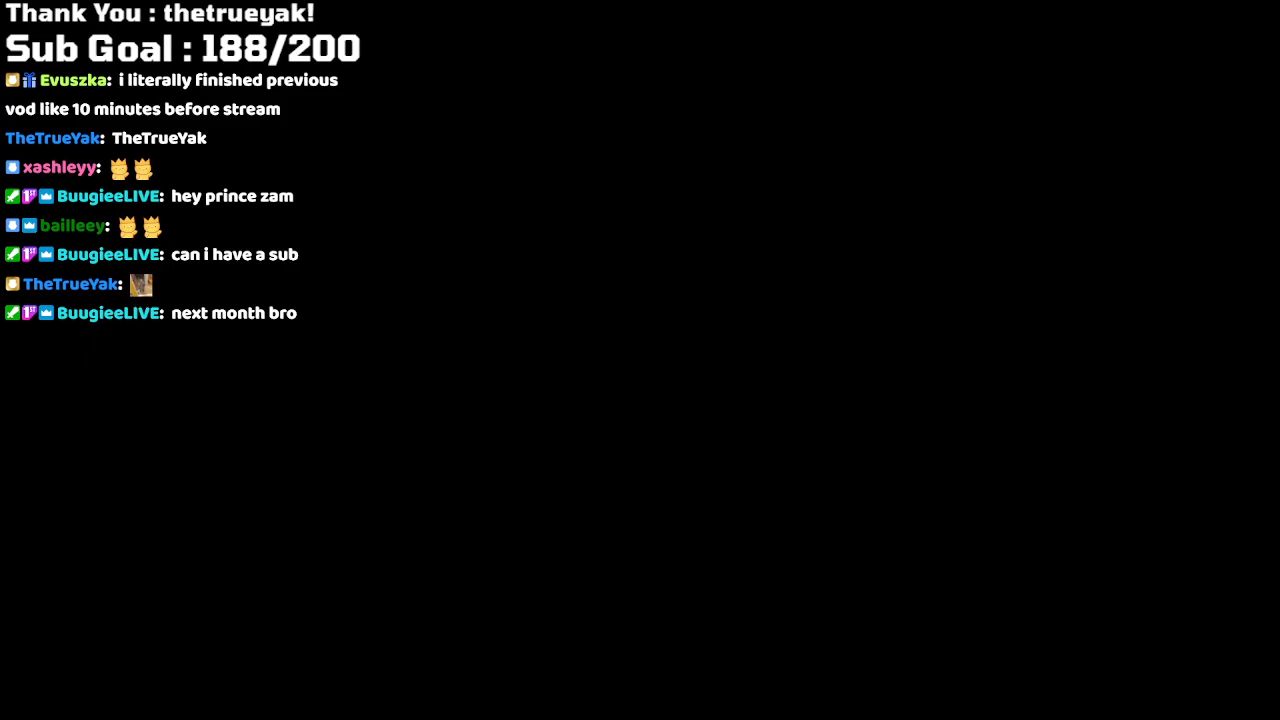 Thank You : thetrueyak!
Sub Goal : 188/200
Evuszka: i literally finished previous
vod like 10 minutes before stream
TheTrueYak: TheTrueYak
xashleyy:
BuugieeLIVE: hey prince zam
bailleey:
BuugieeLIVE: can i have a sub
TheTrueYak:
BuugieeLIVE: next month bro